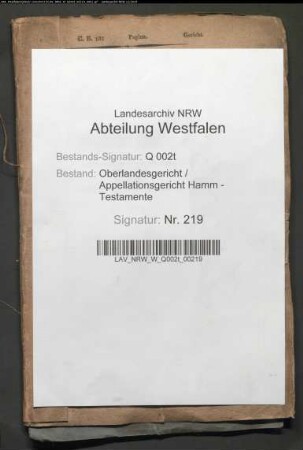 Landesarchiv NRW
Abteilung Westfalen
Bestands-Signatur: Q 002t
Bestand: Oberlandesgericht /
Appellationsgericht Hamm -
Testamente
Signatur: Nr. 219
LAV_NRW_W_Q002t_00219